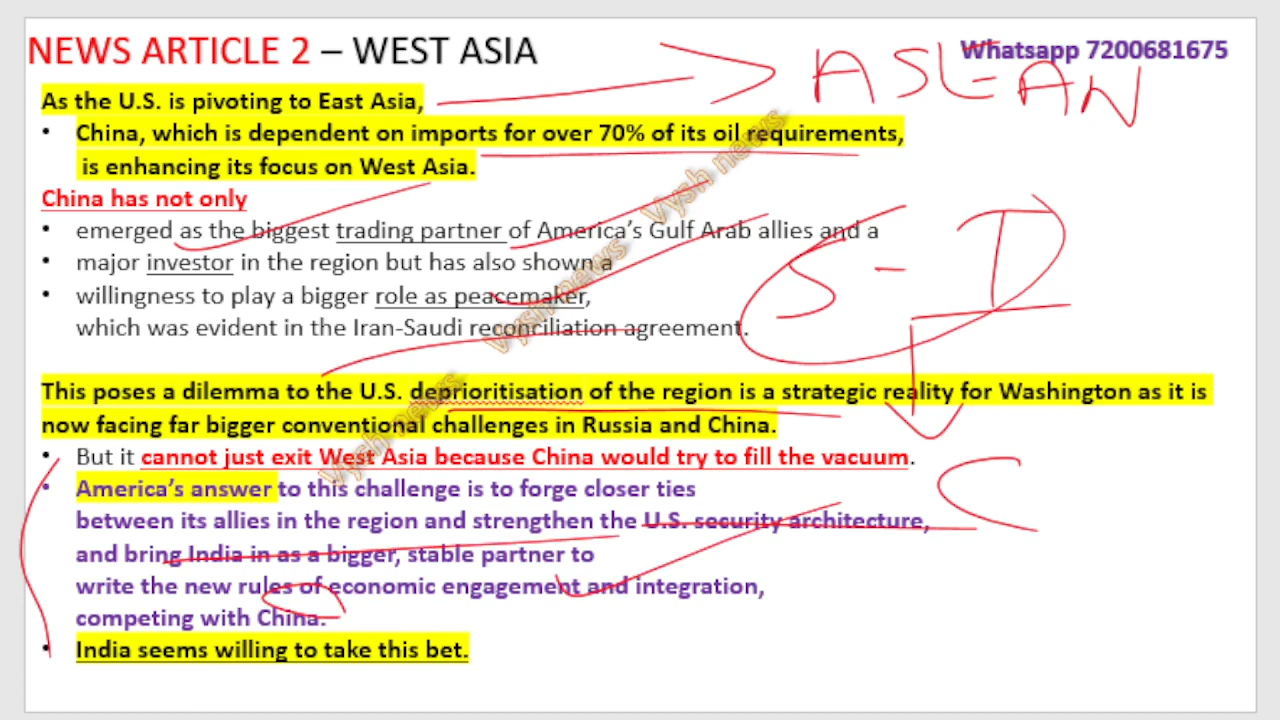 NEWS ARTICLE 2 – WEST ASIA
Whatsapp 7200681675
ASEAN
As the U.S. is pivoting to East Asia,
• China, which is dependent on imports for over 70% of its oil requirements,
is enhancing its focus on West Asia.
China has not only
• emerged as the biggest trading partner of America's Gulf Arab allies and a
• major investor in the region but has also shown a
• willingness to play a bigger role as peacemaker,
which was evident in the Iran-Saudi reconciliation agreement.
S - I
Vysh news
Vysh news
Vysh news
This poses a dilemma to the U.S. deprioritisation of the region is a strategic reality for Washington as it is
now facing far bigger conventional challenges in Russia and China.
• But it cannot just exit West Asia because China would try to fill the vacuum.
• America's answer to this challenge is to forge closer ties
between its allies in the region and strengthen the U.S. security architecture,
and bring India in as a bigger, stable partner to
write the new rules of economic engagement and integration,
competing with China.
• India seems willing to take this bet.
C